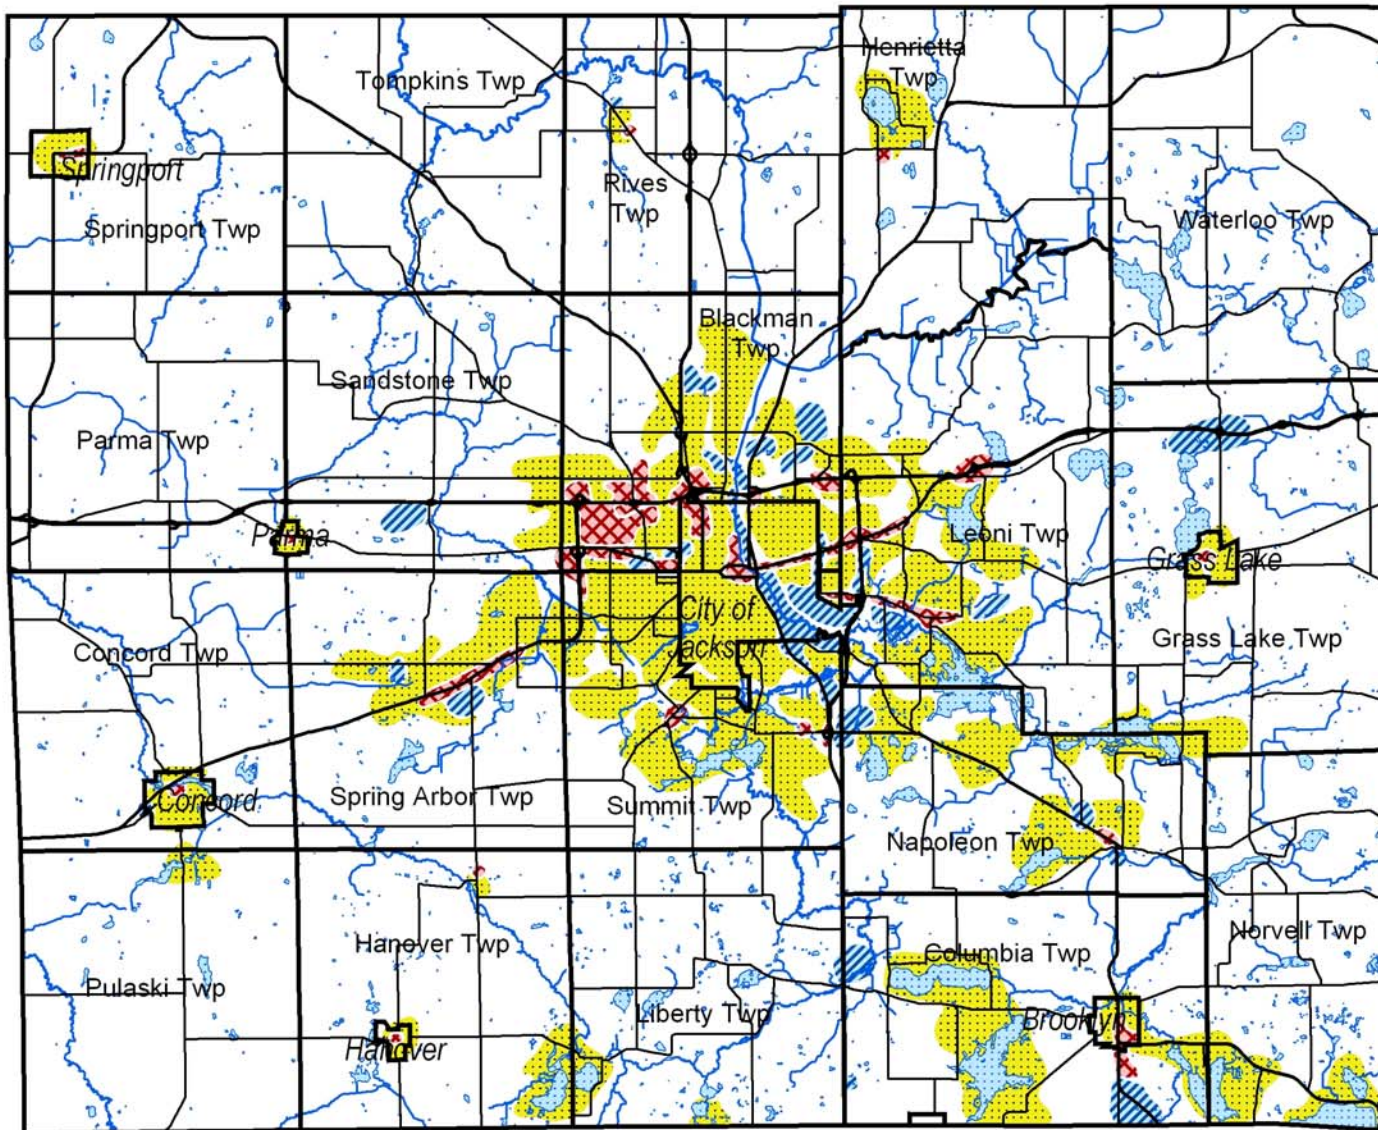 Henrietta
Twp
Tompkins Twp
Springport
Rives
Twp
Springport Twp
Waterloo Twp
Blackman
Twp
Sandstone Twp
Parma Twp
Parma
Leoni Twp
Grass Lake
City of
Jackson
Concord Twp
Grass Lake Twp
Concord
Spring Arbor Twp
Summit Twp
Napoleon Twp
Hanover Twp
Columbia Twp
Norvell Twp
Pulaski Twp
Liberty Twp
Brooklyn
Hanover